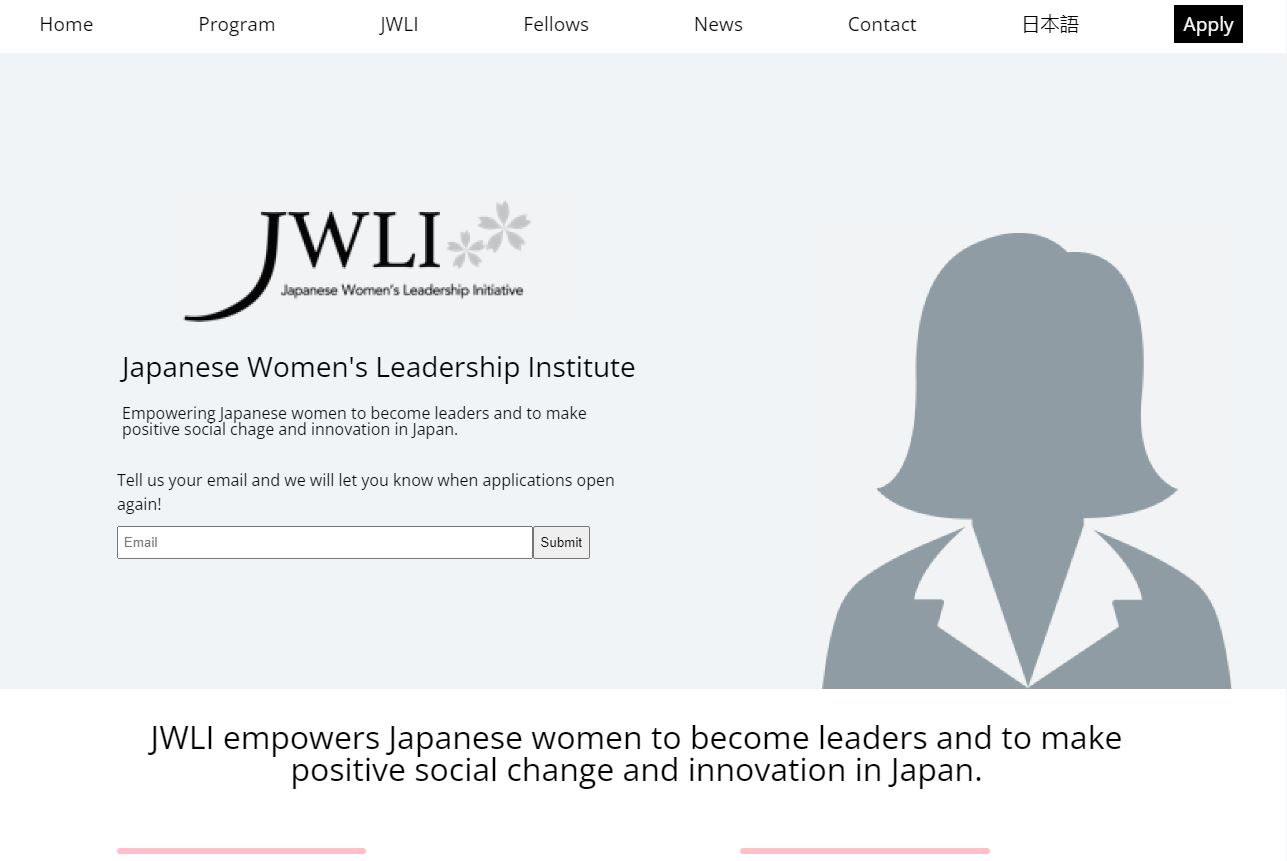 Home Program JWLI Fellows News Contact 日本語 Apply
JWLI
Japanese Women's Leadership Initiative
Japanese Women's Leadership Institute
Empowering Japanese women to become leaders and to make
positive social chage and innovation in Japan.
Tell us your email and we will let you know when applications open
again!
Email Submit
JWLI empowers Japanese women to become leaders and to make
positive social change and innovation in Japan.